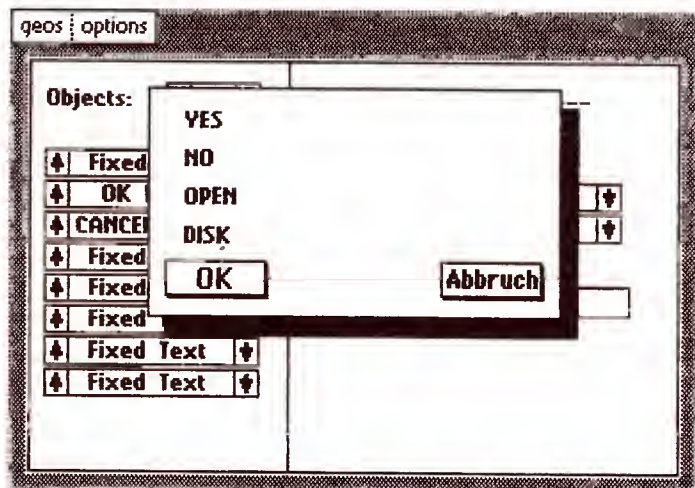 geos options
Objects:
Fixed
OK
CANCEL
Fixed
Fixed
Fixed
Fixed Text
Fixed Text
YES
NO
OPEN
DISK
OK
Abbruch